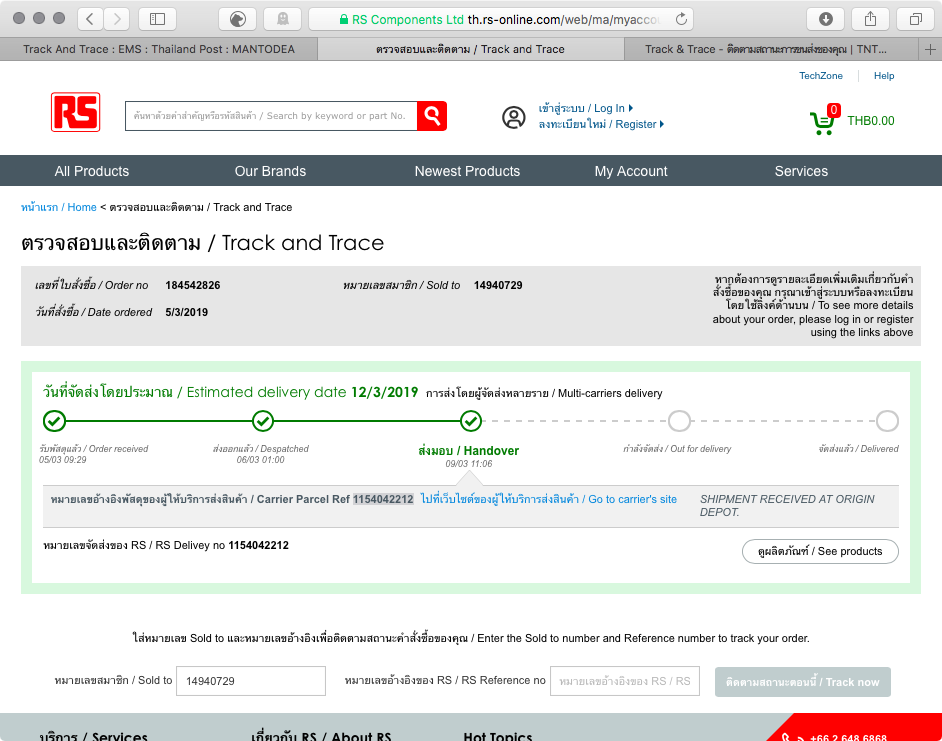 RS Components Ltd th.rs-online.com/web/ma/myaccou
Track And Trace : EMS : Thailand Post : MANTODEA
ตรวจสอบและติดตาม / Track and Trace
Track & Trace - ติดตามสถานะการขนส่งของคุณ | TNT...
TechZone
Help
RS
ค้นหาด้วยคำสำคัญหรือรหัสสินค้า / Search by keyword or part No.
เข้าสู่ระบบ / Log In
ลงทะเบียนใหม่ / Register
0
THB0.00
All Products
Our Brands
Newest Products
My Account
Services
หน้าแรก / Home < ตรวจสอบและติดตาม / Track and Trace
ตรวจสอบและติดตาม / Track and Trace
เลขที่ใบสั่งซื้อ / Order no 184542826
หมายเลขสมาชิก / Sold to 14940729
วันที่สั่งซื้อ / Date ordered 5/3/2019
หากต้องการดูรายละเอียดเพิ่มเติมเกี่ยวกับคำ
สั่งซื้อของคุณ กรุณาเข้าสู่ระบบหรือลงทะเบียน
โดยใช้ลิงค์ด้านบน / To see more details
about your order, please log in or register
using the links above
วันที่จัดส่งโดยประมาณ / Estimated delivery date 12/3/2019 การส่งโดยผู้จัดส่งหลายราย / Multi-carriers delivery
รับพัสดุแล้ว / Order received
05/03 09:29
ส่งออกแล้ว / Despatched
06/03 01:00
ส่งมอบ / Handover
09/03 11:06
กำลังจัดส่ง / Out for delivery
จัดส่งแล้ว / Delivered
หมายเลขอ้างอิงพัสดุของผู้ให้บริการส่งสินค้า / Carrier Parcel Ref 1154042212 ไปที่เว็บไซต์ของผู้ให้บริการส่งสินค้า / Go to carrier's site
SHIPMENT RECEIVED AT ORIGIN
DEPOT.
หมายเลขจัดส่งของ RS / RS Delivey no 1154042212
ดูผลิตภัณฑ์ / See products
ใส่หมายเลข Sold to และหมายเลขอ้างอิงเพื่อติดตามสถานะคำสั่งซื้อของคุณ / Enter the Sold to number and Reference number to track your order.
หมายเลขสมาชิก / Sold to 14940729
หมายเลขอ้างอิงของ RS / RS Reference no หมายเลขอ้างอิงของ RS / RS
ติดตามสถานะตอนนี้ / Track now
บริการ / Services
เกี่ยวกับ RS / About RS
Hot Topics
+66 2 648 6868